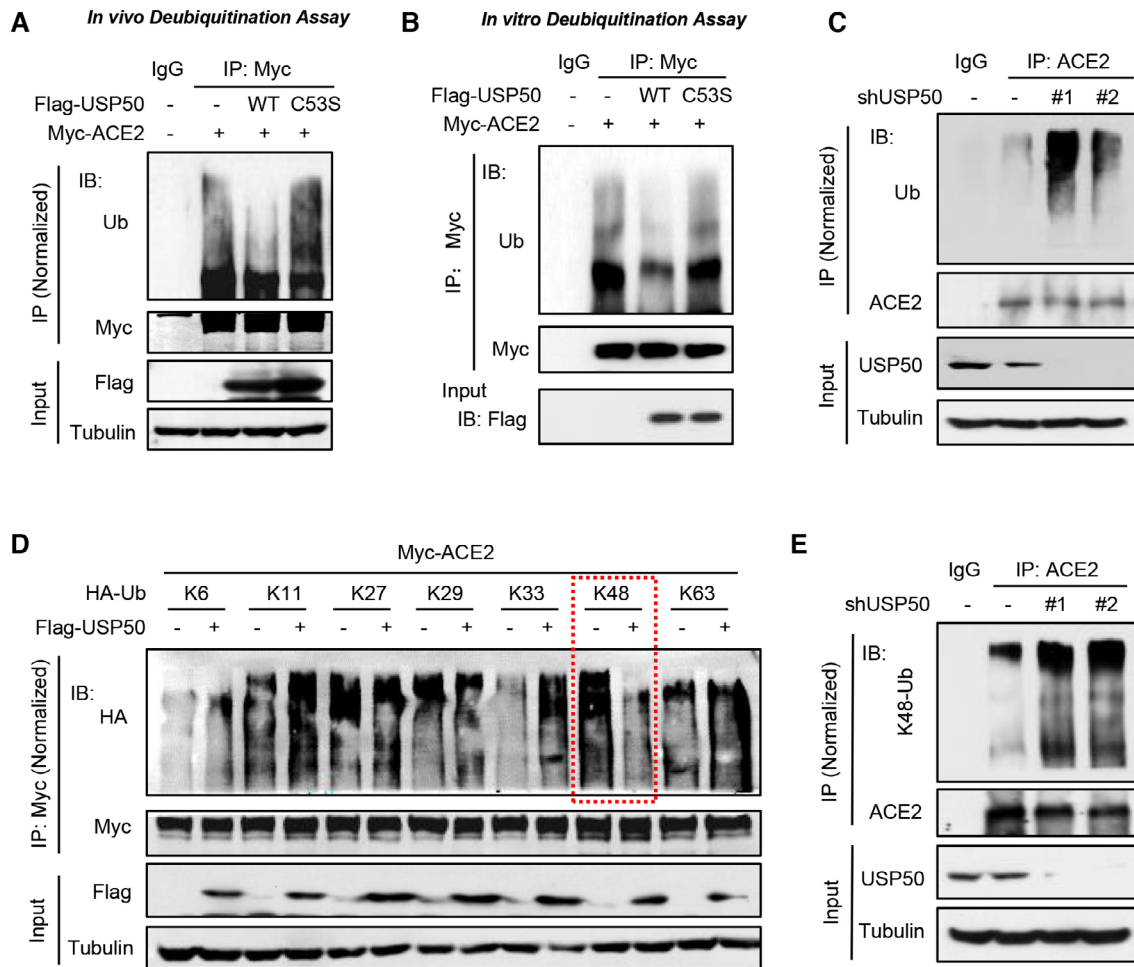 A
In vivo Deubiquitination Assay
IgG
IP: Myc
Flag-USP50 - - WT C53S
Myc-ACE2 - + + +
IP (Normalized)
IB:
Ub
Myc
Input
Flag
Tubulin
B
In vitro Deubiquitination Assay
IgG
IP: Myc
Flag-USP50 - - WT C53S
Myc-ACE2 - + + +
IP: Myc
IB:
Ub
Myc
Input
IB: Flag
C
IgG
IP: ACE2
shUSP50 - - #1 #2
IP (Normalized)
IB:
Ub
ACE2
Input
USP50
Tubulin
D
Myc-ACE2
HA-Ub K6 K11 K27 K29 K33 K48 K63
Flag-USP50 - + - + - + - + - + - + - +
IP: Myc (Normalized)
IB:
HA
Myc
Input
Flag
Tubulin
E
IgG
IP: ACE2
shUSP50 - - #1 #2
IP (Normalized)
IB:
K48-Ub
ACE2
Input
USP50
Tubulin